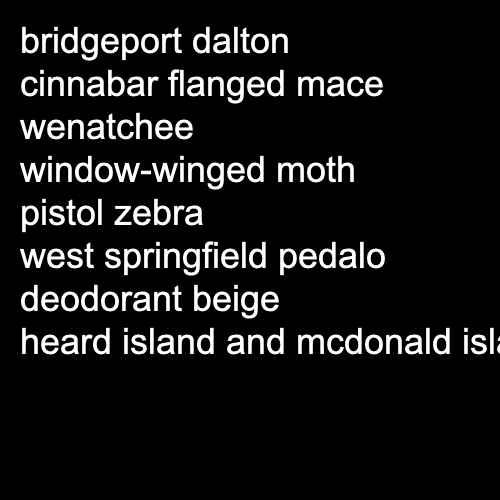 bridgeport dalton
cinnabar flanged mace
wenatchee
window-winged moth
pistol zebra
west springfield pedalo
deodorant beige
heard island and mcdonald isla